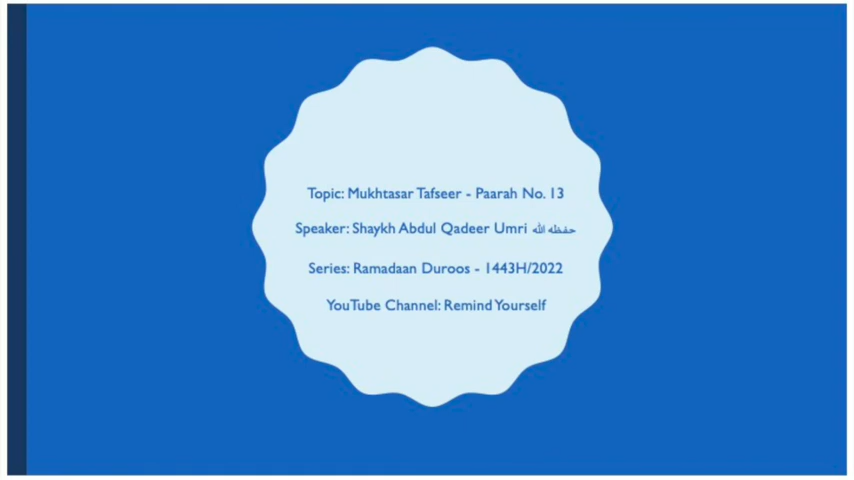 Topic: Mukhtasar Tafseer - Paarah No. 13
Speaker: Shaykh Abdul Qadeer Umri حفظه الله
Series: Ramadaan Duroos - 1443H/2022
YouTube Channel: Remind Yourself